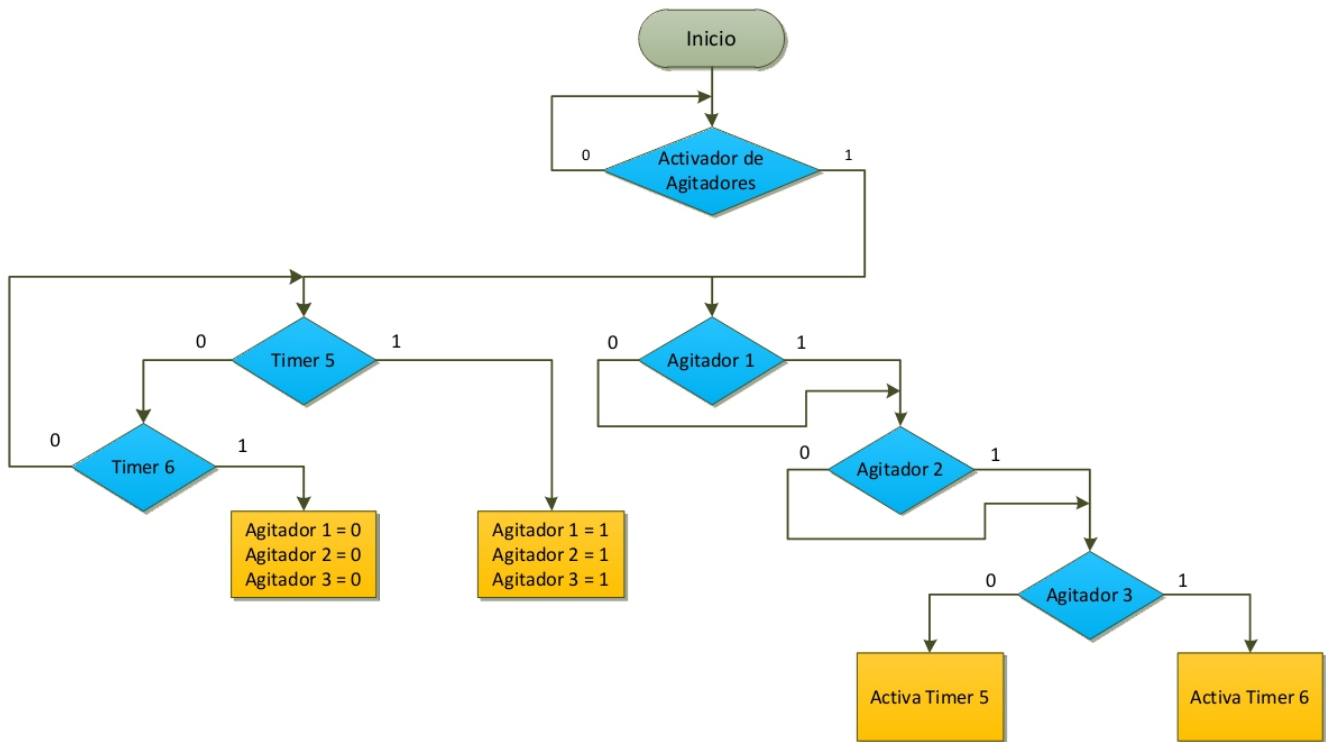 Inicio
Activador de
Agitadores
0
1
Timer 5
0
1
Agitador 1
0
1
Timer 6
0
1
Agitador 2
0
1
Agitador 1 = 0
Agitador 2 = 0
Agitador 3 = 0
Agitador 1 = 1
Agitador 2 = 1
Agitador 3 = 1
Agitador 3
0
1
Activa Timer 5
Activa Timer 6